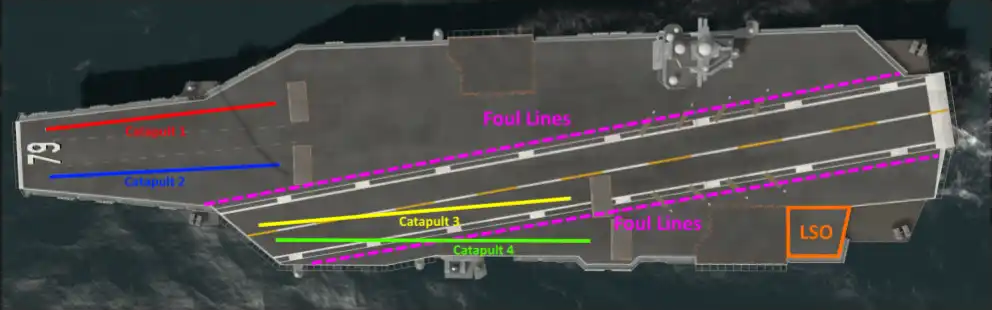 79
Catapult 1
Catapult 2
Foul Lines
Catapult 3
Catapult 4
Foul Lines
LSO